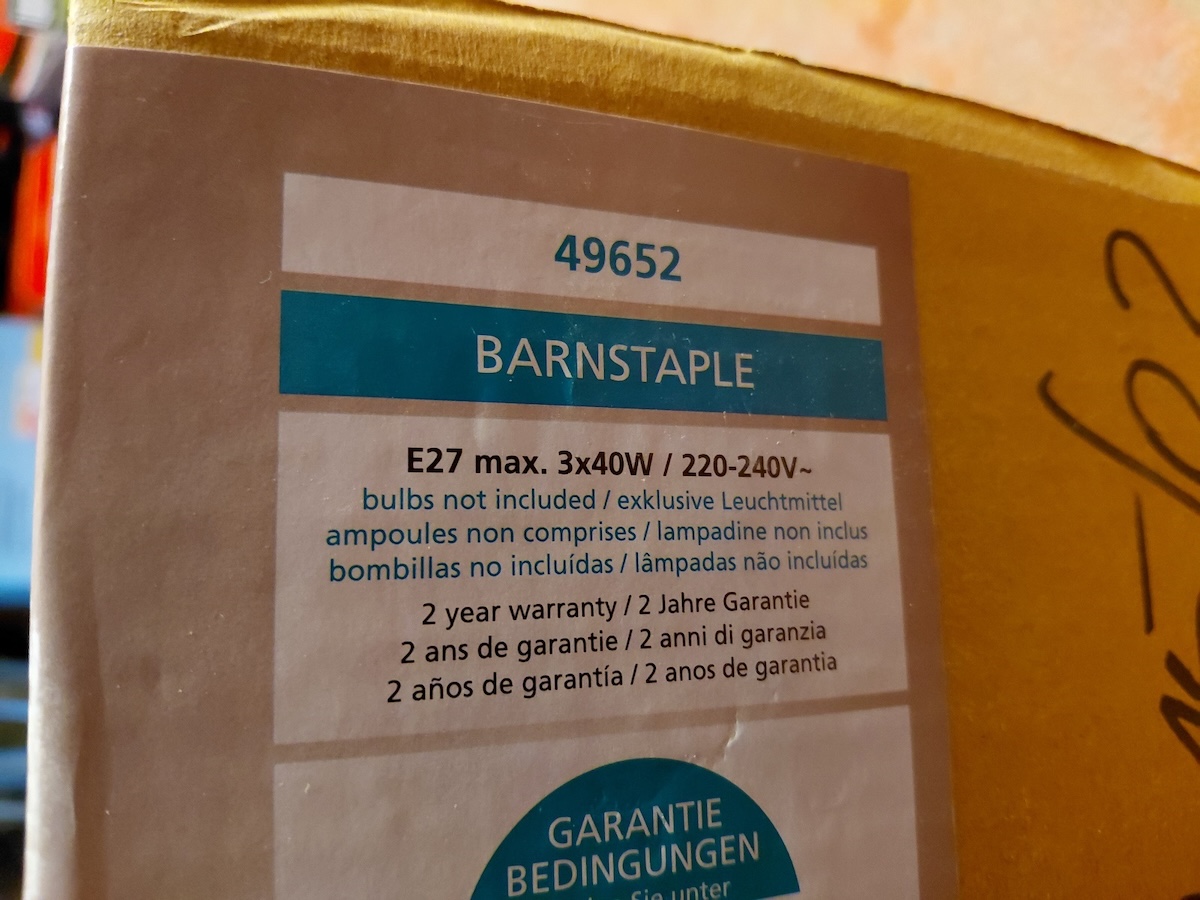 49652
BARNSTAPLE
E27 max. 3x40W / 220-240V~
bulbs not included / exklusive Leuchtmittel
ampoules non comprises / lampadine non inclus
bombillas no incluídas / lâmpadas não incluídas
2 year warranty / 2 Jahre Garantie
2 ans de garantie / 2 anni di garanzia
2 años de garantía / 2 anos de garantia
GARANTIE
BEDINGUNGEN
Sie unter